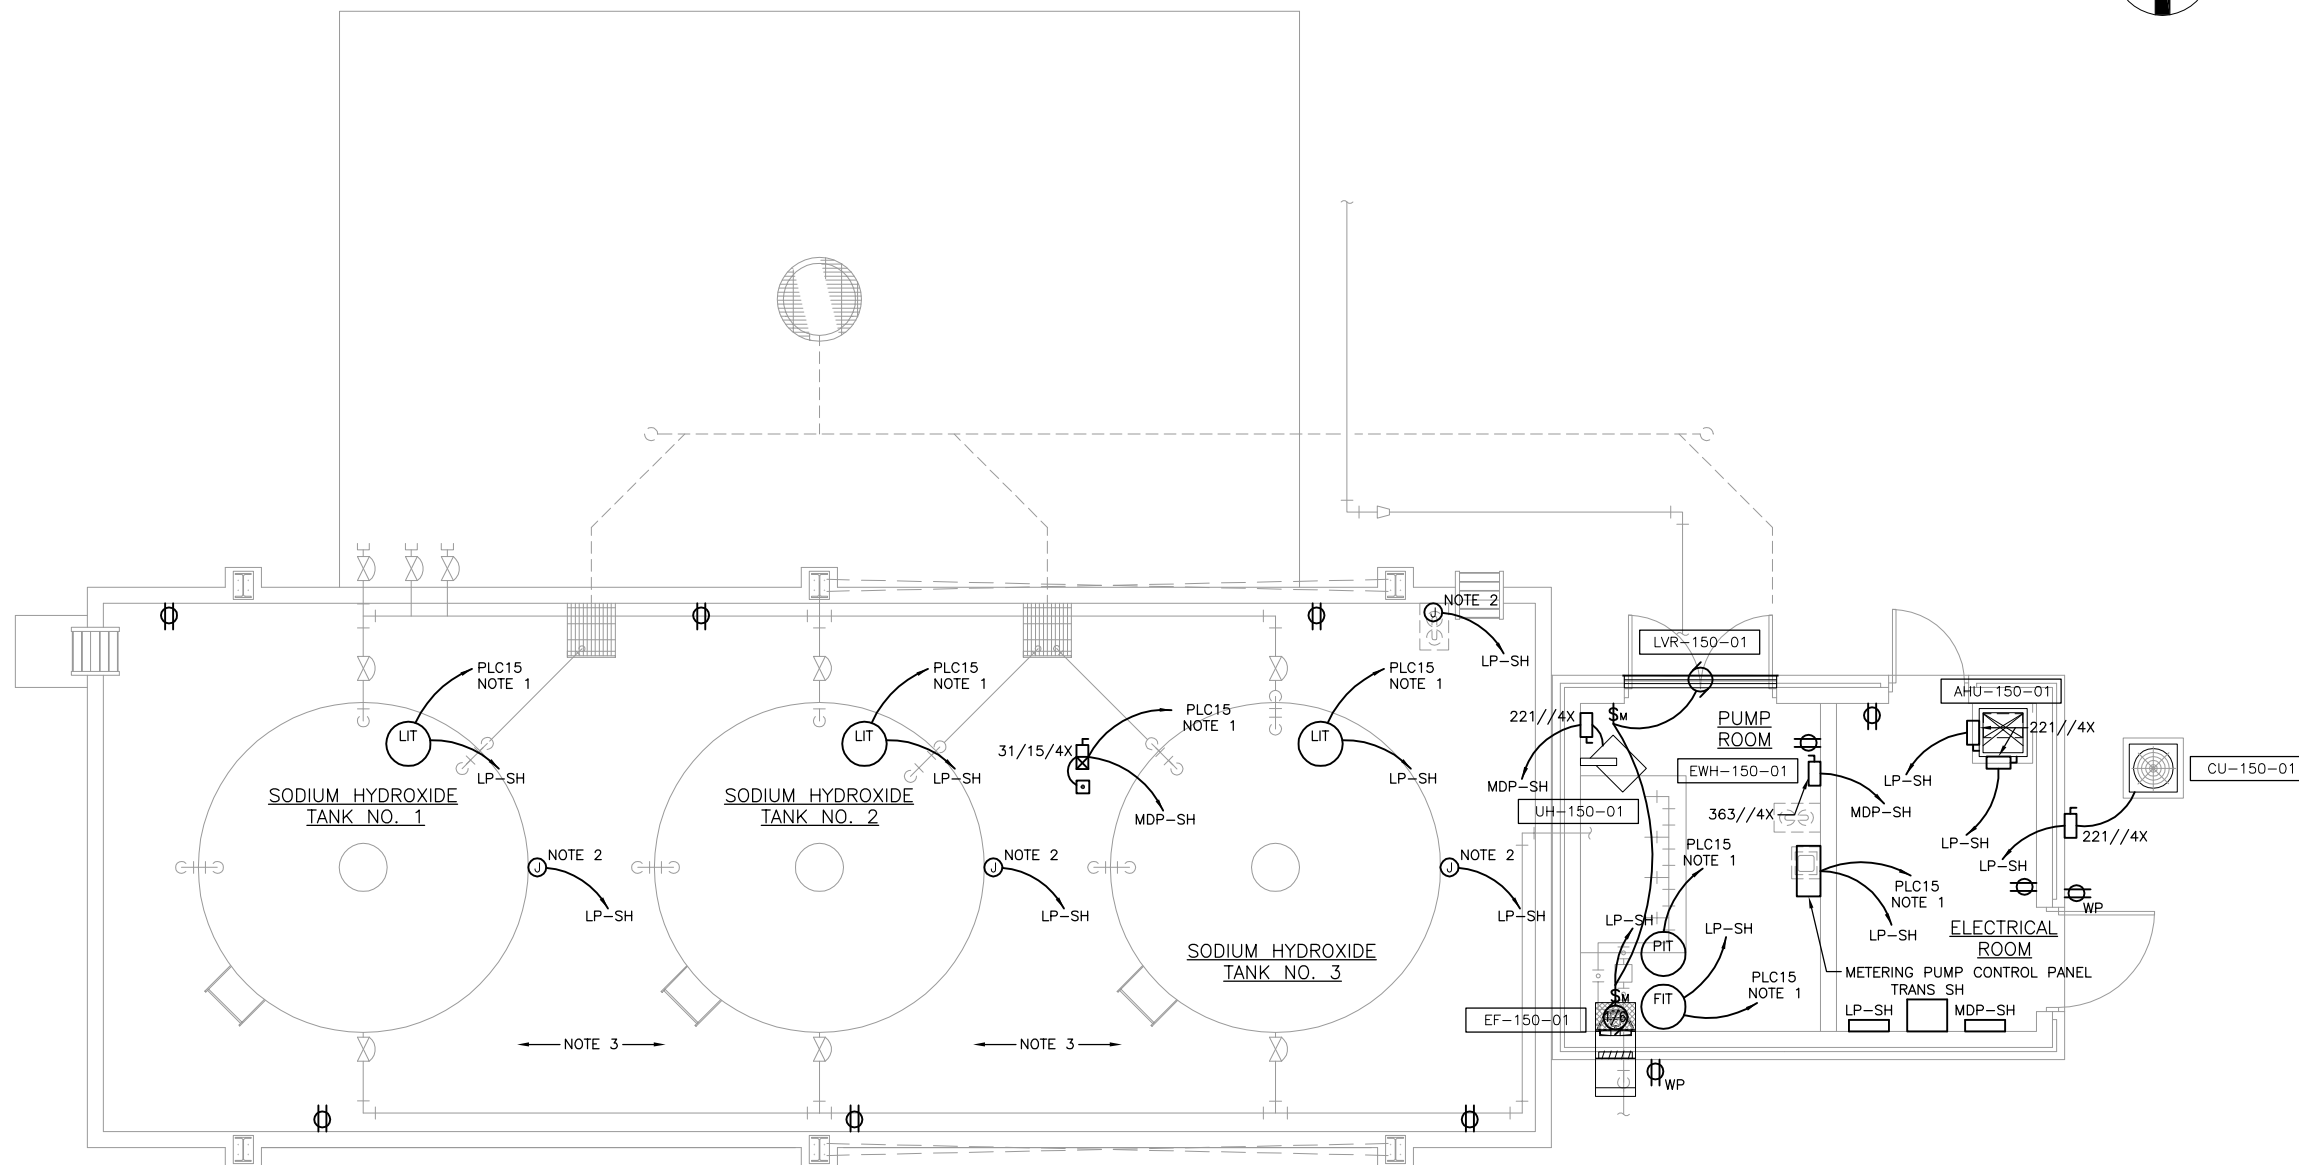 J
NOTE 2
LP-SH
LVR-150-01
PLC15
NOTE 1
LIT
LP-SH
PLC15
NOTE 1
LIT
LP-SH
PLC15
NOTE 1
LIT
LP-SH
PLC15
NOTE 1
31/15/4X
MDP-SH
SODIUM HYDROXIDE
TANK NO. 1
SODIUM HYDROXIDE
TANK NO. 2
SODIUM HYDROXIDE
TANK NO. 3
J
NOTE 2
LP-SH
J
NOTE 2
LP-SH
J
NOTE 2
LP-SH
NOTE 3
NOTE 3
221//4X
$M
MDP-SH
UH-150-01
PUMP
ROOM
EWH-150-01
363//4X
MDP-SH
AHU-150-01
221//4X
LP-SH
LP-SH
CU-150-01
221//4X
LP-SH
PLC15
NOTE 1
PIT
LP-SH
LP-SH
FIT
PLC15
NOTE 1
$M
1/6
EF-150-01
PLC15
NOTE 1
LP-SH
WP
ELECTRICAL
ROOM
METERING PUMP CONTROL PANEL
TRANS SH
LP-SH
MDP-SH
WP